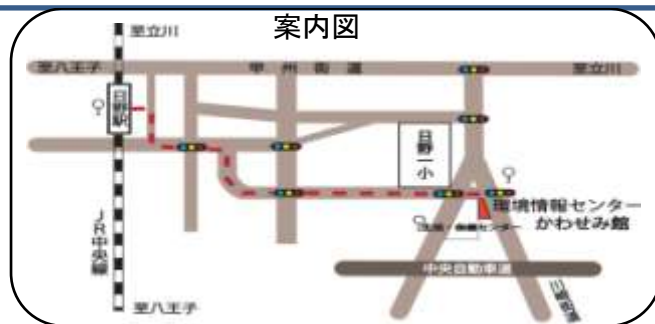 案内図
至立川
至八王子
甲州街道
至立川
日野駅
日野一小
環境情報センター
かわせみ館
JR中央線
中央自動車道
至八王子